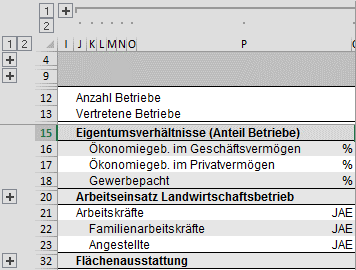 1 +
2
1 2 I J K L M N O P
+ 4
+ 9
12 Anzahl Betriebe
13 Vertretene Betriebe
15 Eigentumsverhältnisse (Anteil Betriebe)
16 Ökonomiegeb. im Geschäftsvermögen %
17 Ökonomiegeb. im Privatvermögen %
18 Gewerbepacht %
+ 20 Arbeitseinsatz Landwirtschaftsbetrieb
21 Arbeitskräfte JAE
22 Familienarbeitskräfte JAE
23 Angestellte JAE
+ 32 Flächenausstattung